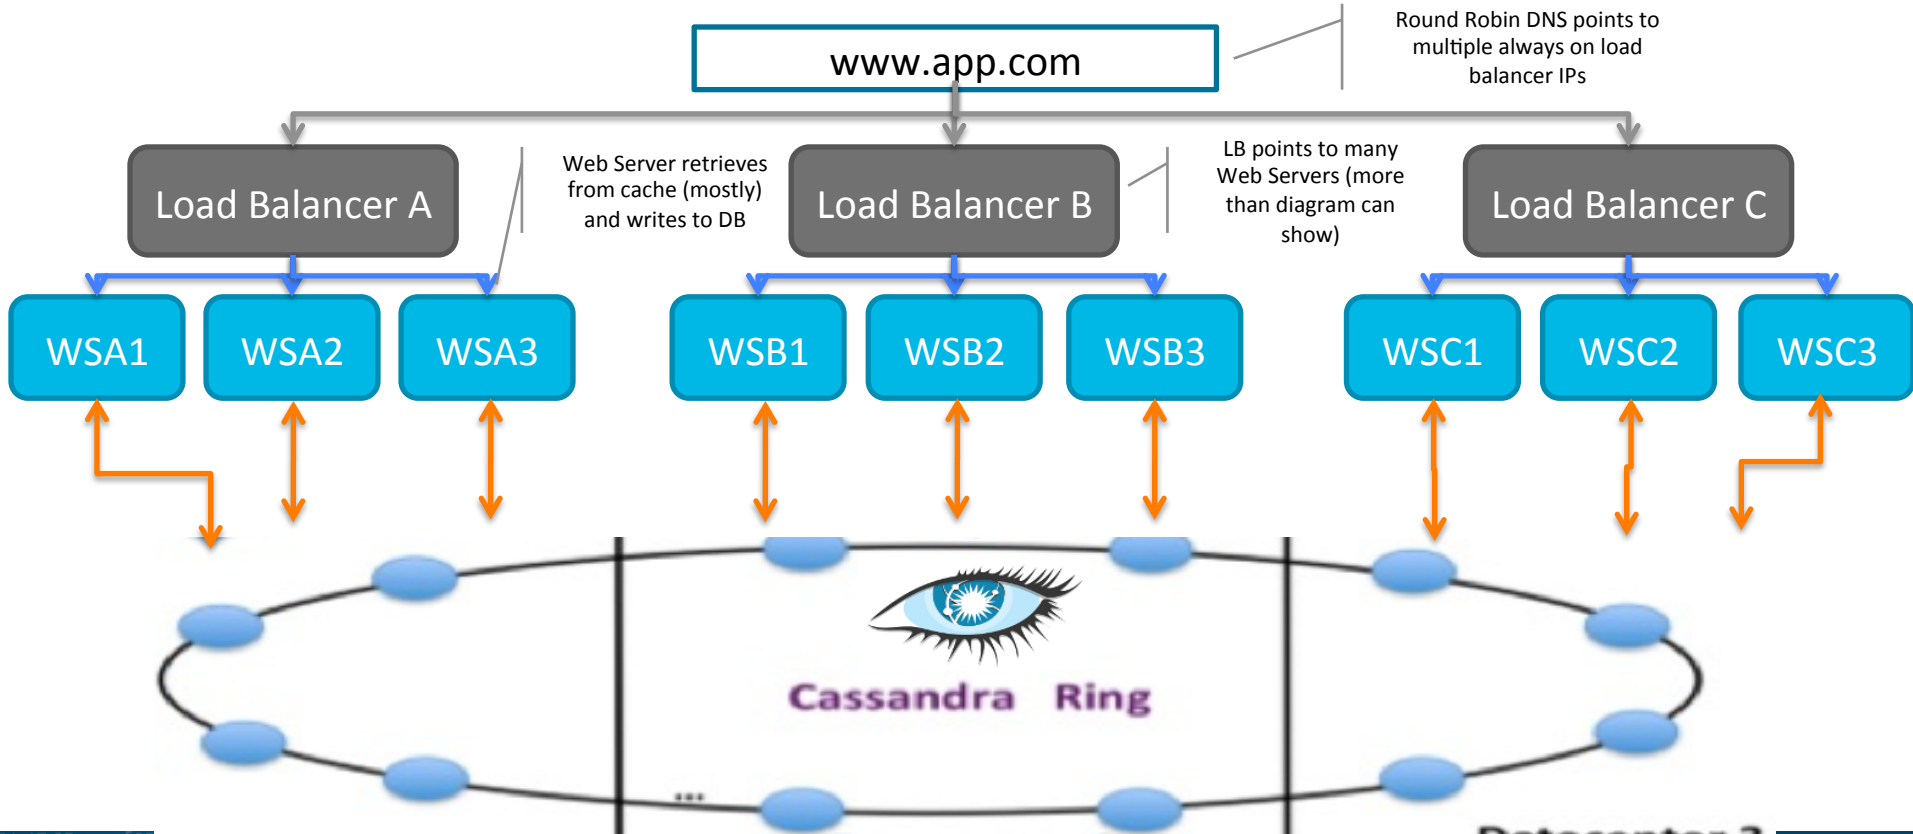 www.app.com
Round Robin DNS points to
multiple always on load
balancer IPs
Load Balancer A
Web Server retrieves
from cache (mostly)
and writes to DB
Load Balancer B
LB points to many
Web Servers (more
than diagram can
show)
Load Balancer C
WSA1
WSA2
WSA3
WSB1
WSB2
WSB3
WSC1
WSC2
WSC3
Cassandra Ring
...